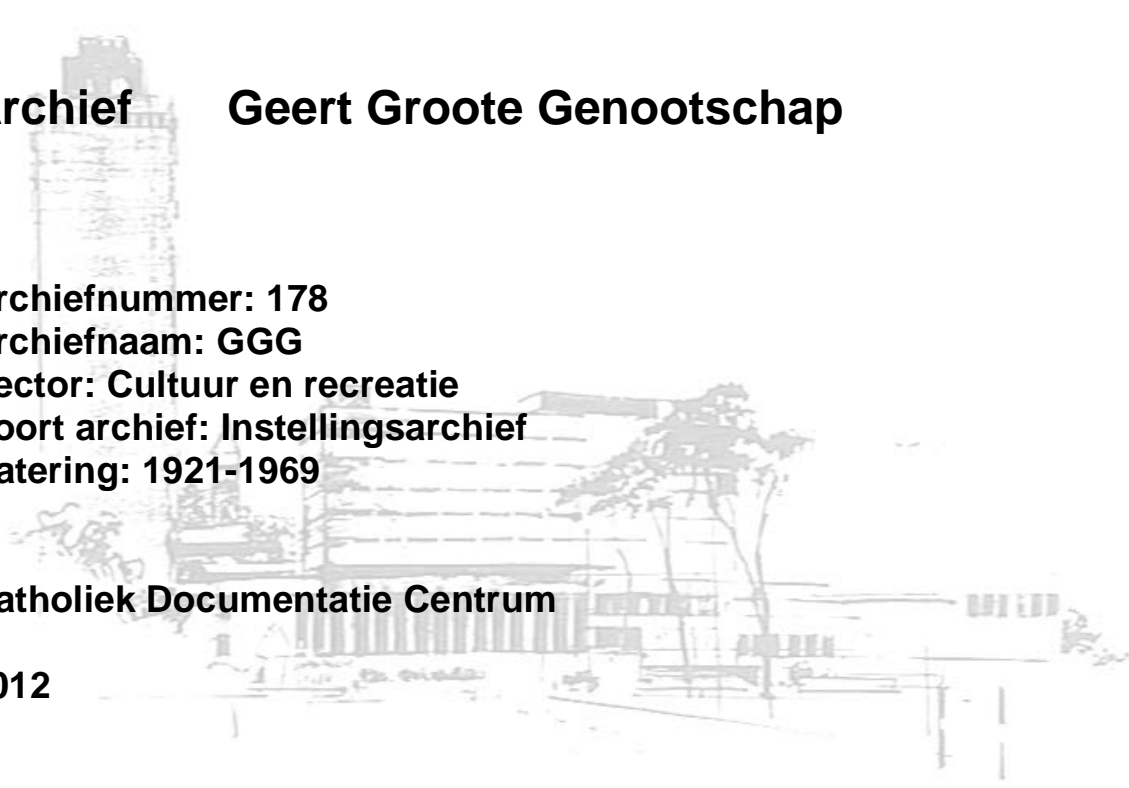 rchief Geert Groote Genootschap
rchiefnummer: 178
rchiefnaam: GGG
ector: Cultuur en recreatie
oort archief: Instellingsarchief
atering: 1921-1969
atholiek Documentatie Centrum
012